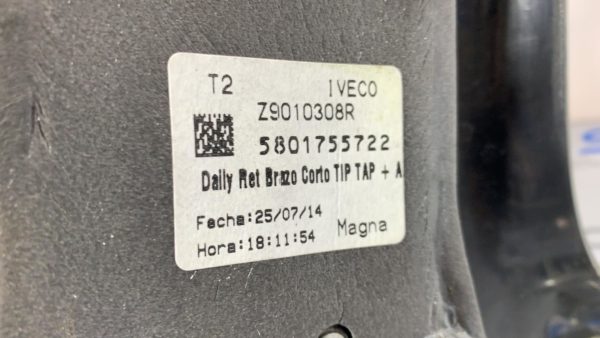 T2 IVECO
Z9010308R
5801755722
Daily Ret Brazo Corto TIP TAP + A
Fecha:25/07/14
Hora:18:11:54 Magna